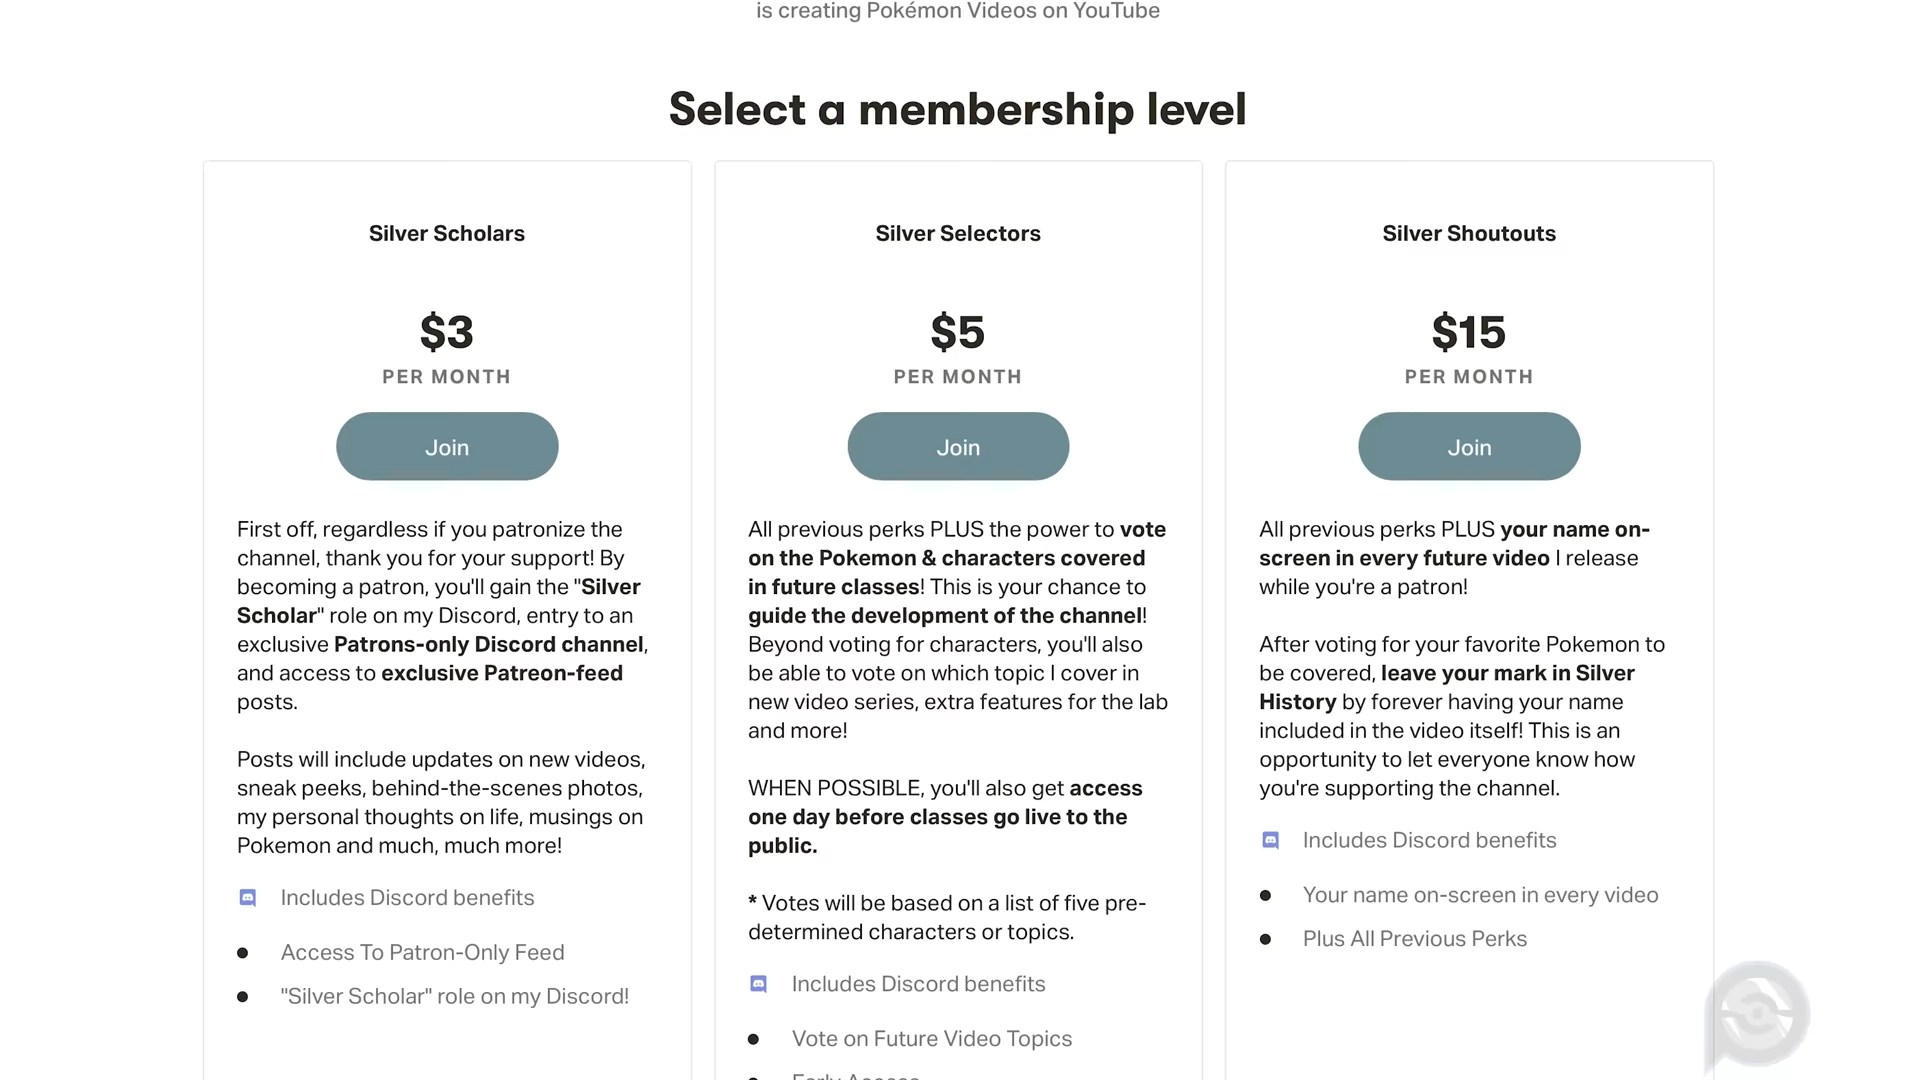 is creating Pokémon Videos on YouTube
Select a membership level
Silver Scholars
$3
PER MONTH
Join
First off, regardless if you patronize the
channel, thank you for your support! By
becoming a patron, you'll gain the "Silver
Scholar" role on my Discord, entry to an
exclusive Patrons-only Discord channel,
and access to exclusive Patreon-feed
posts.
Posts will include updates on new videos,
sneak peeks, behind-the-scenes photos,
my personal thoughts on life, musings on
Pokemon and much, much more!
Includes Discord benefits
Access To Patron-Only Feed
"Silver Scholar" role on my Discord!
Silver Selectors
$5
PER MONTH
Join
All previous perks PLUS the power to vote
on the Pokemon & characters covered
in future classes! This is your chance to
guide the development of the channel!
Beyond voting for characters, you'll also
be able to vote on which topic I cover in
new video series, extra features for the lab
and more!
WHEN POSSIBLE, you'll also get access
one day before classes go live to the
public.
* Votes will be based on a list of five pre-
determined characters or topics.
Includes Discord benefits
Vote on Future Video Topics
Early Access
Silver Shoutouts
$15
PER MONTH
Join
All previous perks PLUS your name on-
screen in every future video I release
while you're a patron!
After voting for your favorite Pokemon to
be covered, leave your mark in Silver
History by forever having your name
included in the video itself! This is an
opportunity to let everyone know how
you're supporting the channel.
Includes Discord benefits
Your name on-screen in every video
Plus All Previous Perks